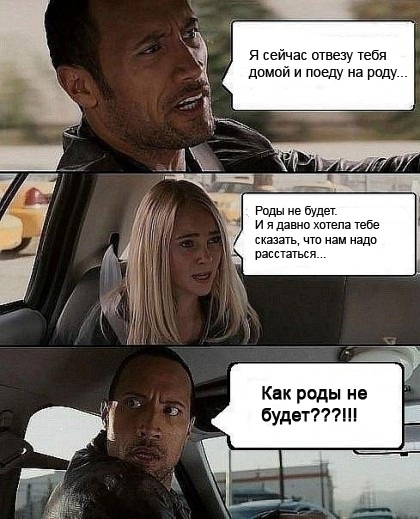 Я сейчас отвезу тебя
домой и поеду на роду...
Роды не будет.
И я давно хотела тебе
сказать, что нам надо
расстаться...
Как роды не
будет???!!!